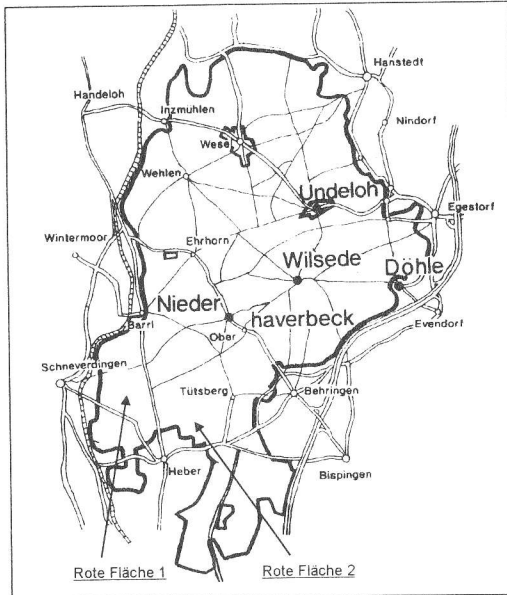 Hanstedt
Handeloh
Inzmühlen
Nindorf
Wese
Wehlen
Undeloh
Egestorf
Wintermoor
Ehrhorn
Wilsede
Döhle
Nieder
haverbeck
Barrl
Ober
Evendorf
Schneverdingen
Tütsberg
Behringen
Heber
Bispingen
Rote Fläche 1
Rote Fläche 2